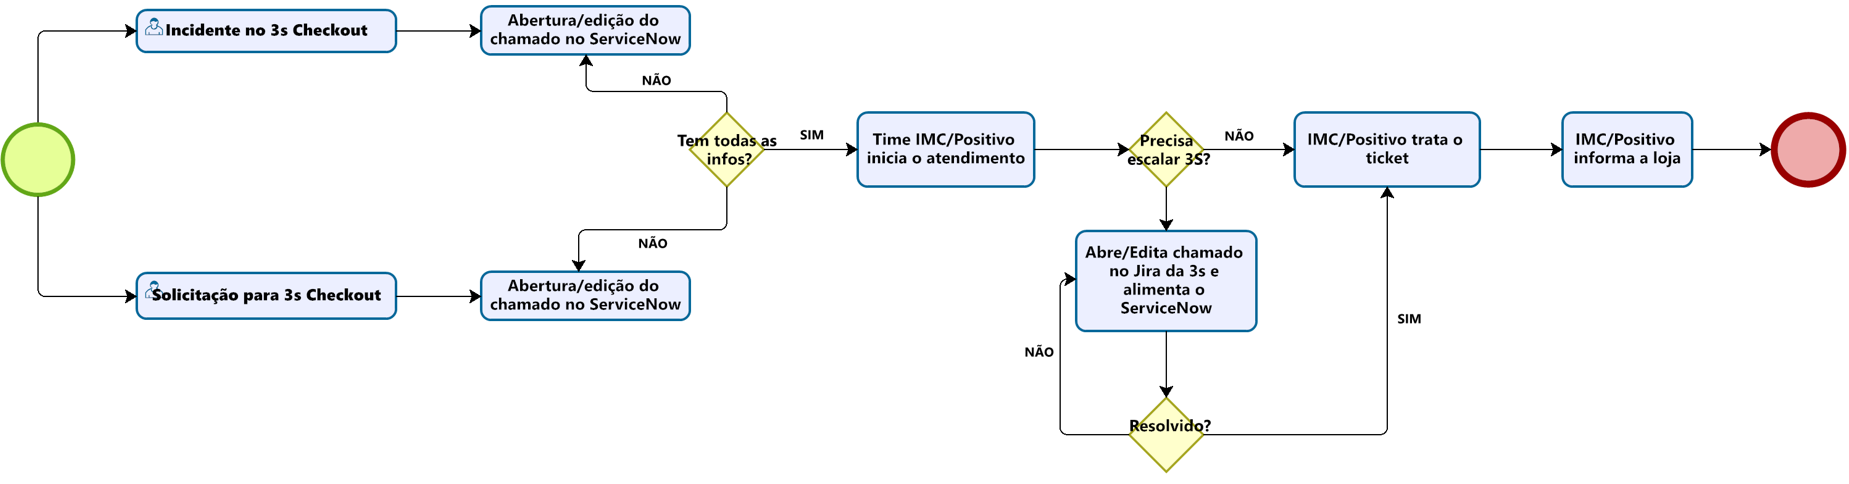 Incidente no 3s Checkout
Abertura/edição do
chamado no ServiceNow
NÃO
Tem todas as
infos?
SIM
Time IMC/Positivo
inicia o atendimento
Precisa
escalar 3S?
NÃO
IMC/Positivo trata o
ticket
IMC/Positivo
informa a loja
NÃO
Solicitação para 3s Checkout
Abertura/edição do
chamado no ServiceNow
Abre/Edita chamado
no Jira da 3s e
alimenta o
ServiceNow
SIM
NÃO
Resolvido?